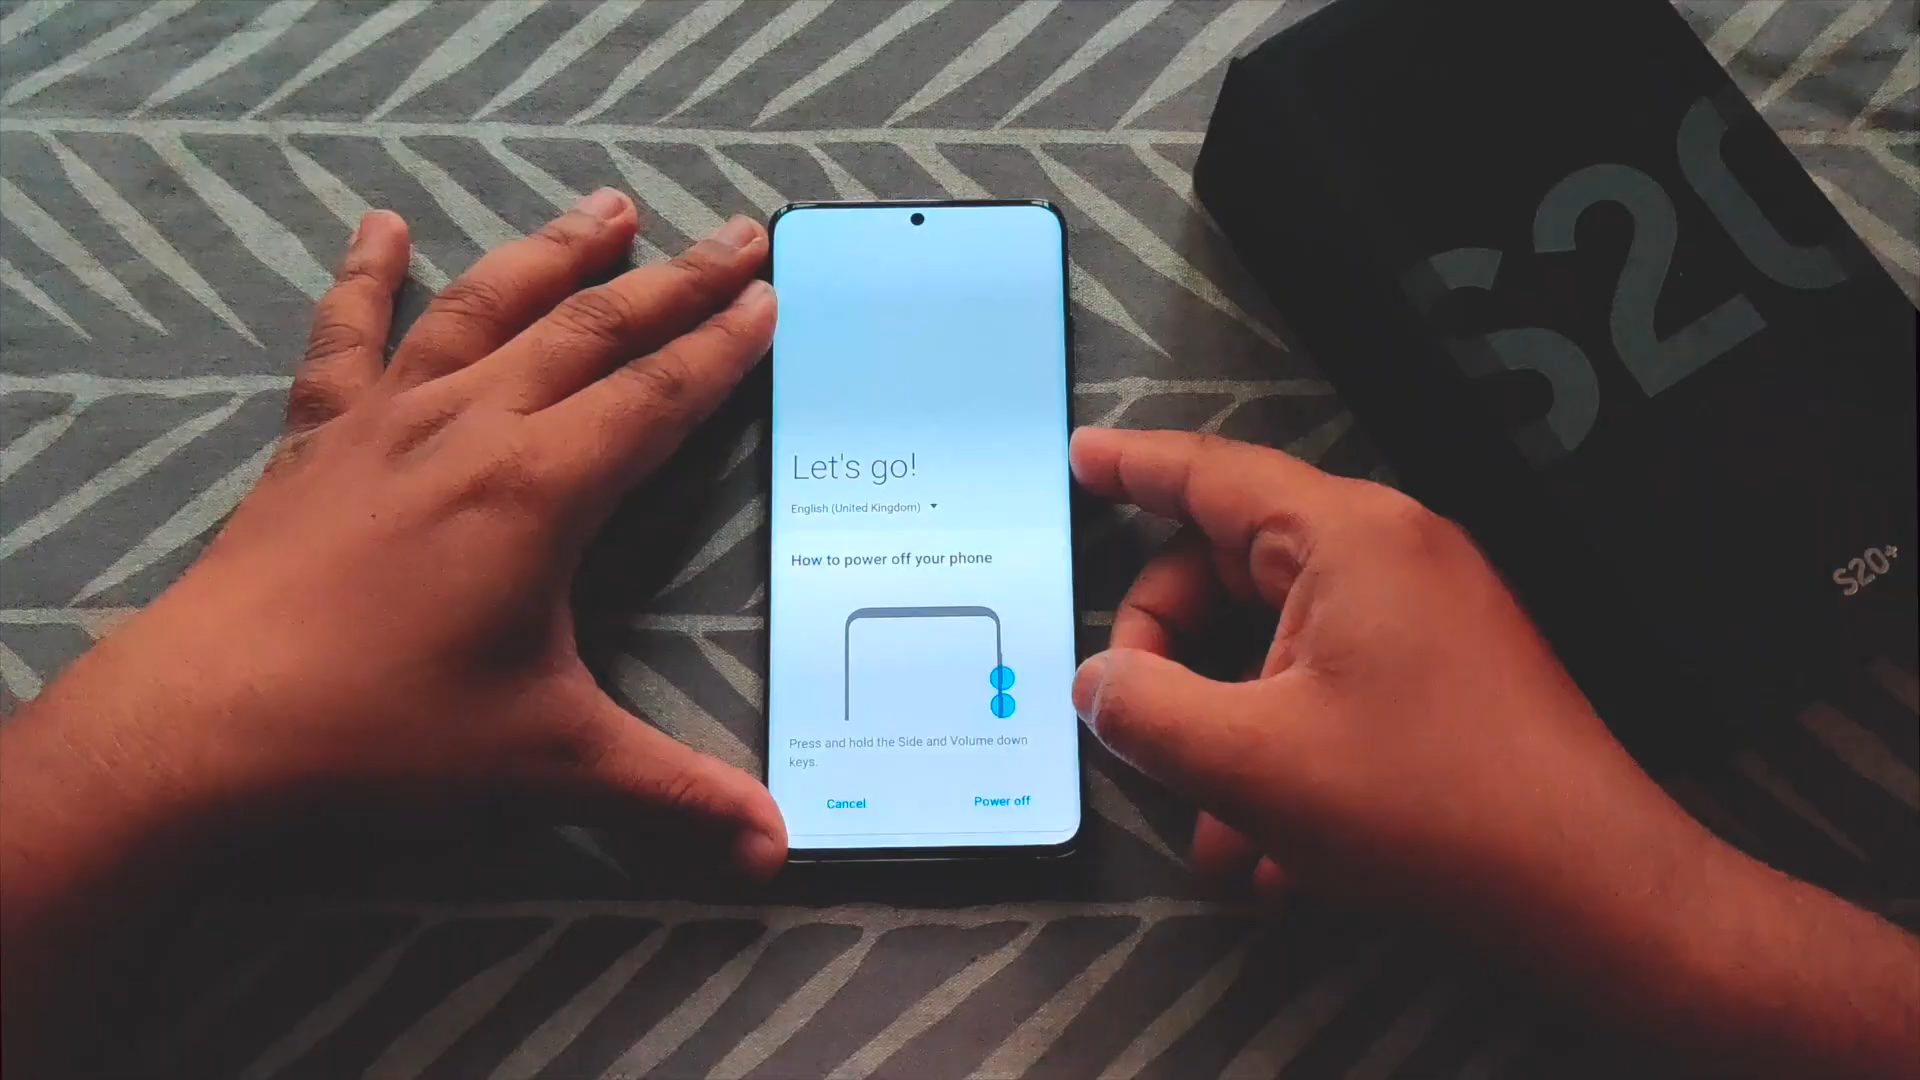 S20
Let's go!
English (United Kingdom)
How to power off your phone
S20+
Press and hold the Side and Volume down
keys.
Cancel
Power off